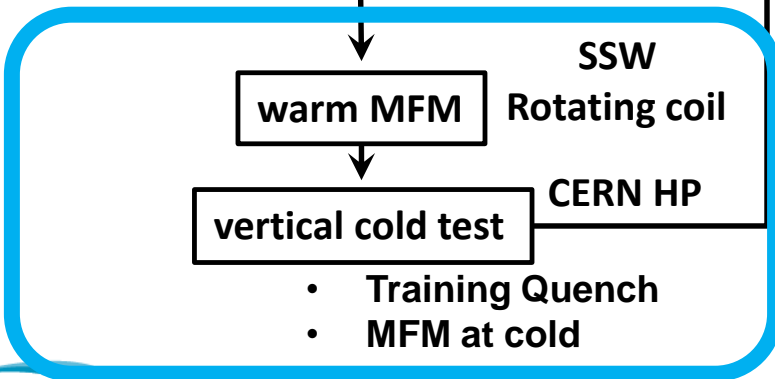 SSW
warm MFM
Rotating coil
CERN HP
vertical cold test
• Training Quench
• MFM at cold